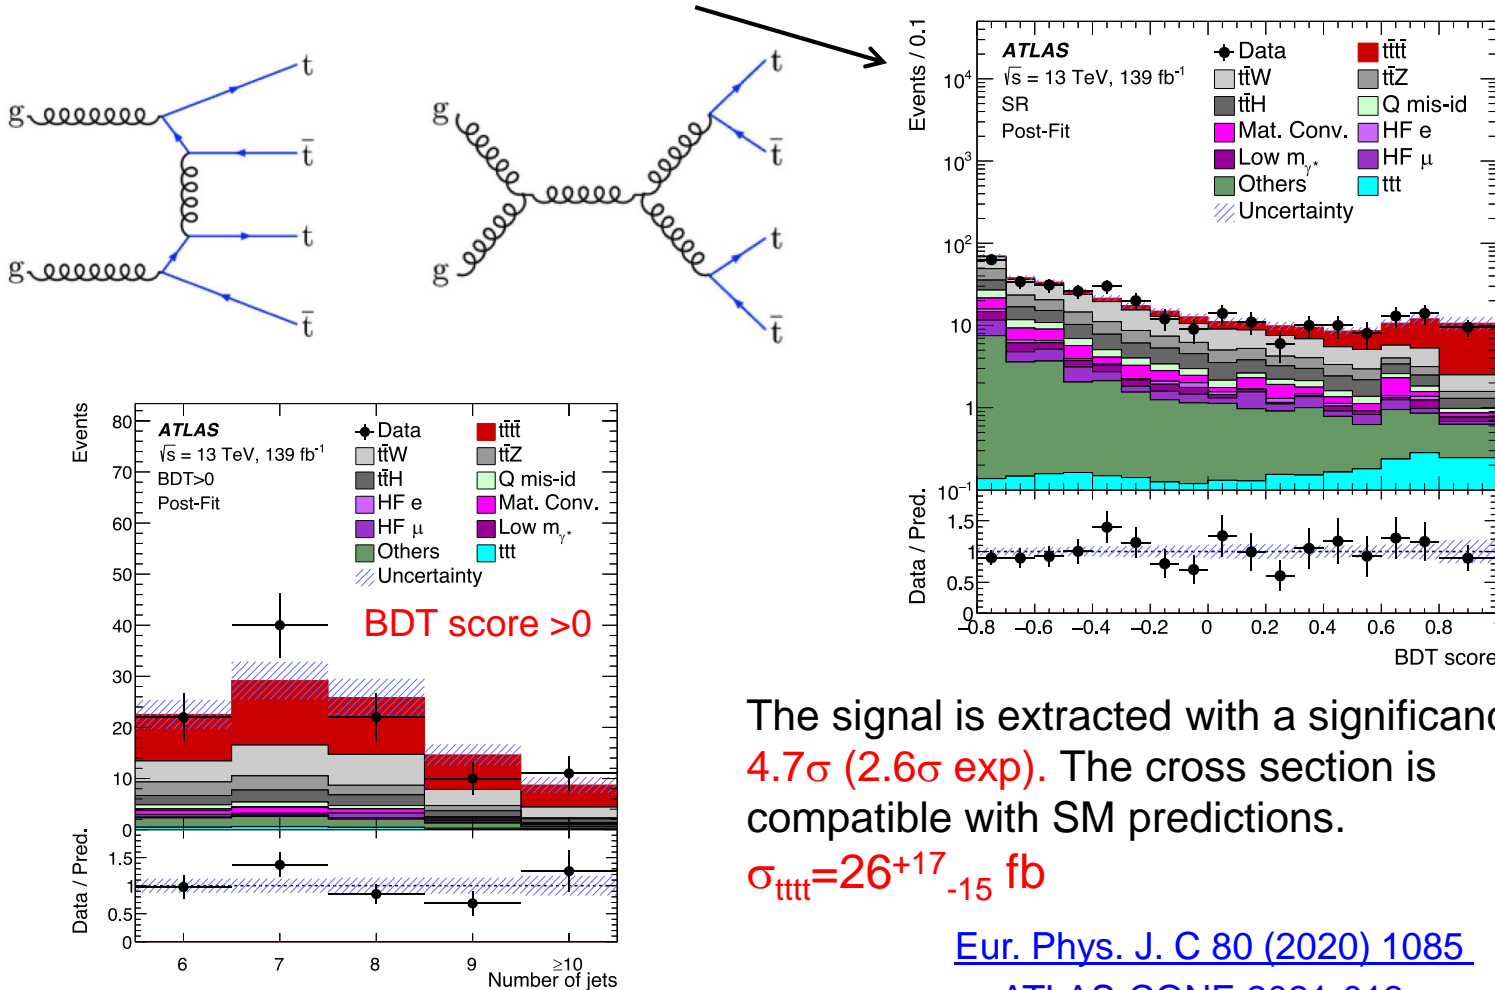 g
t
t̄
t
g
t̄
g
g
t
t̄
t
t̄
Events / 0.1
ATLAS
√s = 13 TeV, 139 fb⁻¹
SR
Post-Fit
Data
tt̄tt̄
tt̄W
tt̄Z
tt̄H
Q mis-id
Mat. Conv.
HF e
Low mγ*
HF μ
Others
ttt
Uncertainty
10⁴
10³
10²
10
1
10⁻¹
Data / Pred.
1.5
1
0.5
0
−0.8 −0.6 −0.4 −0.2 0 0.2 0.4 0.6 0.8 1
BDT score
Events
ATLAS
√s = 13 TeV, 139 fb⁻¹
BDT>0
Post-Fit
Data
tt̄tt̄
tt̄W
tt̄Z
tt̄H
Q mis-id
HF e
Mat. Conv.
HF μ
Low mγ*
Others
ttt
Uncertainty
BDT score >0
80
70
60
50
40
30
20
10
0
Data / Pred.
1.5
1
0.5
0
6 7 8 9 ≥10
Number of jets
The signal is extracted with a significanc
4.7σ (2.6σ exp). The cross section is
compatible with SM predictions.
σtttt=26⁺¹⁷₋₁₅ fb
Eur. Phys. J. C 80 (2020) 1085